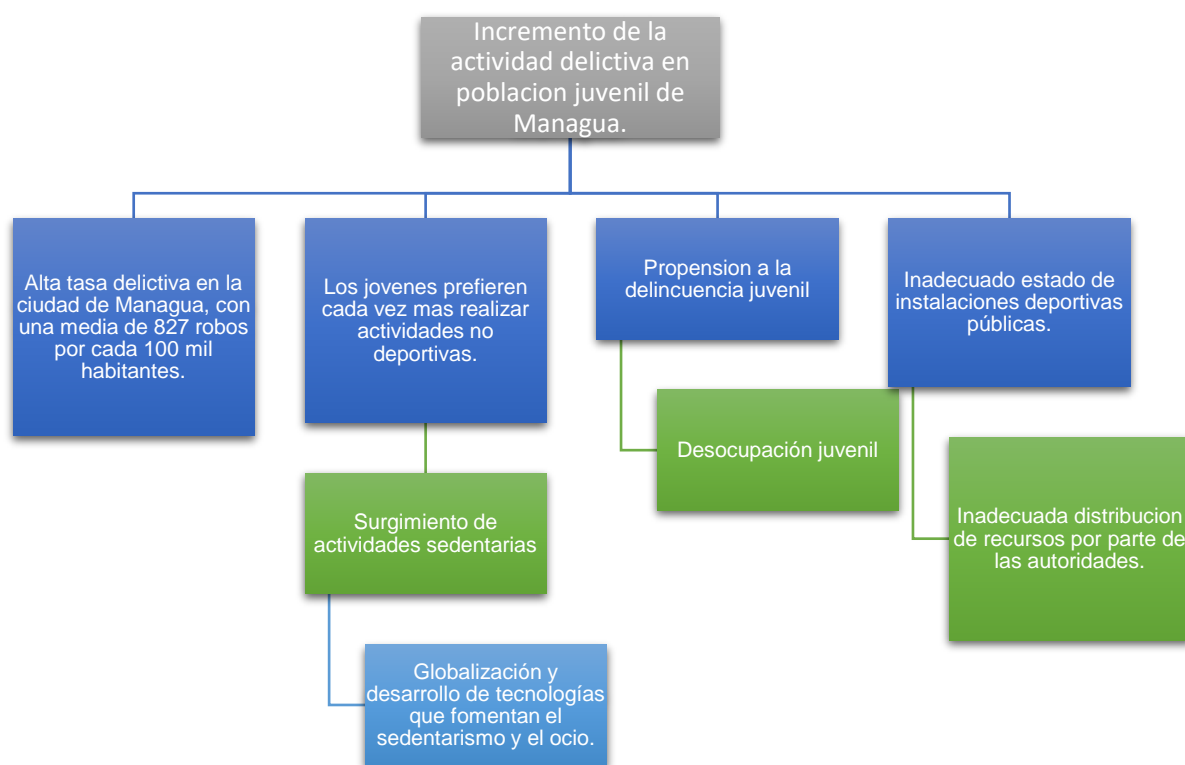 Incremento de la
actividad delictiva en
poblacion juvenil de
Managua.
Alta tasa delictiva en la
ciudad de Managua, con
una media de 827 robos
por cada 100 mil
habitantes.
Los jovenes prefieren
cada vez mas realizar
actividades no
deportivas.
Surgimiento de
actividades sedentarias
Globalización y
desarrollo de tecnologías
que fomentan el
sedentarismo y el ocio.
Propension a la
delincuencia juvenil
Desocupación juvenil
Inadecuado estado de
instalaciones deportivas
públicas.
Inadecuada distribucion
de recursos por parte de
las autoridades.